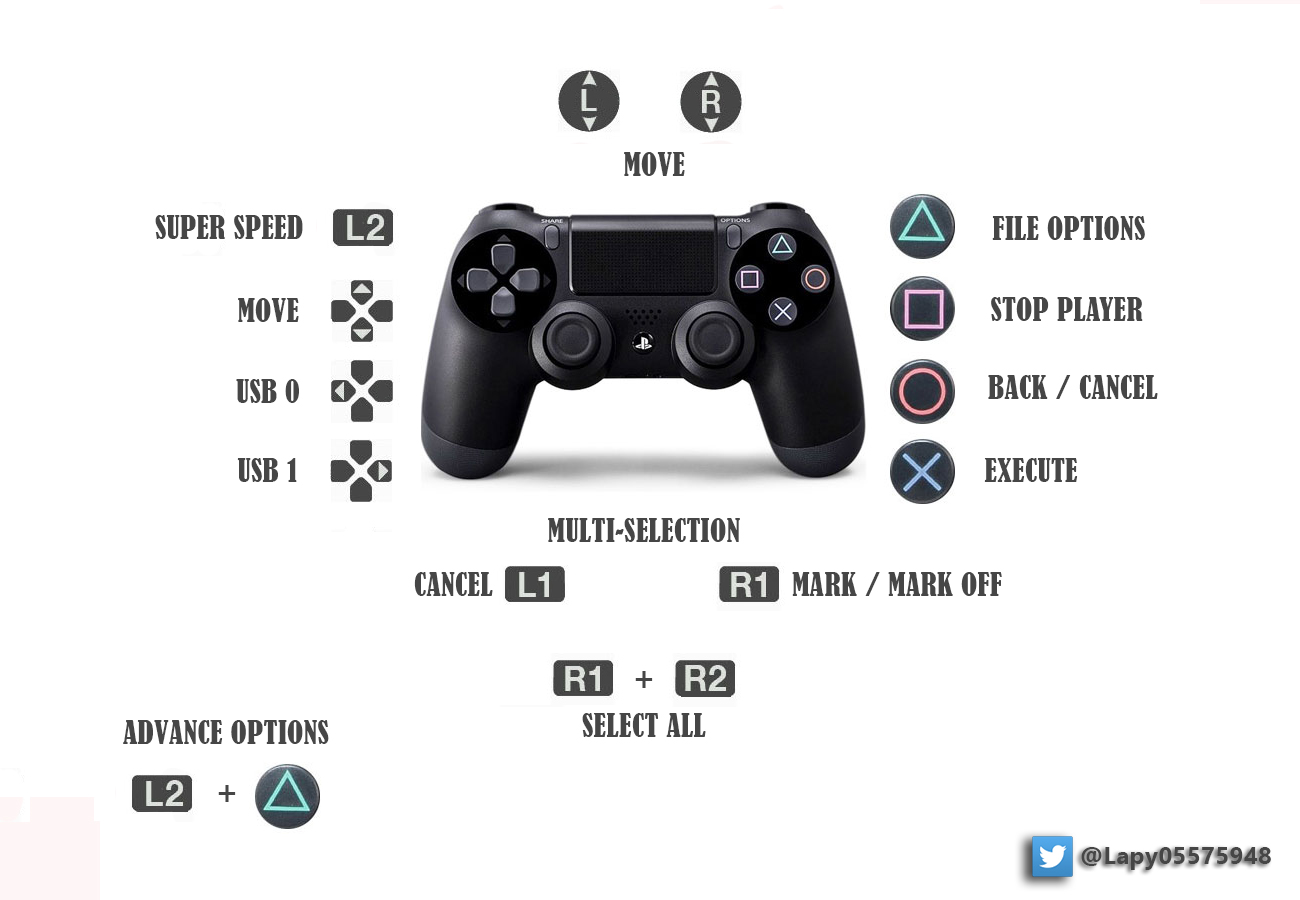 L R
MOVE
SUPER SPEED L2
SHARE
OPTIONS
FILE OPTIONS
MOVE
STOP PLAYER
USB 0
BACK / CANCEL
USB 1
EXECUTE
MULTI-SELECTION
CANCEL L1
R1 MARK / MARK OFF
R1 + R2
SELECT ALL
ADVANCE OPTIONS
L2 +
@Lapy05575948